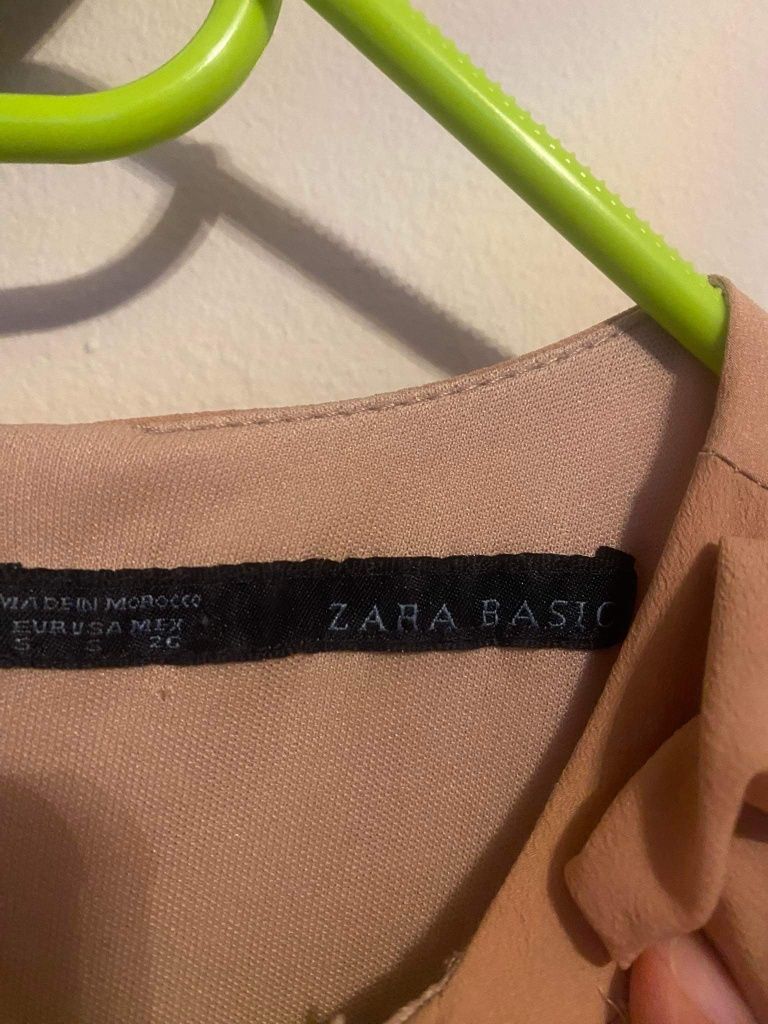 MADE IN MOROCCO
EUR USA MEX
S S 26
ZARA BASIC